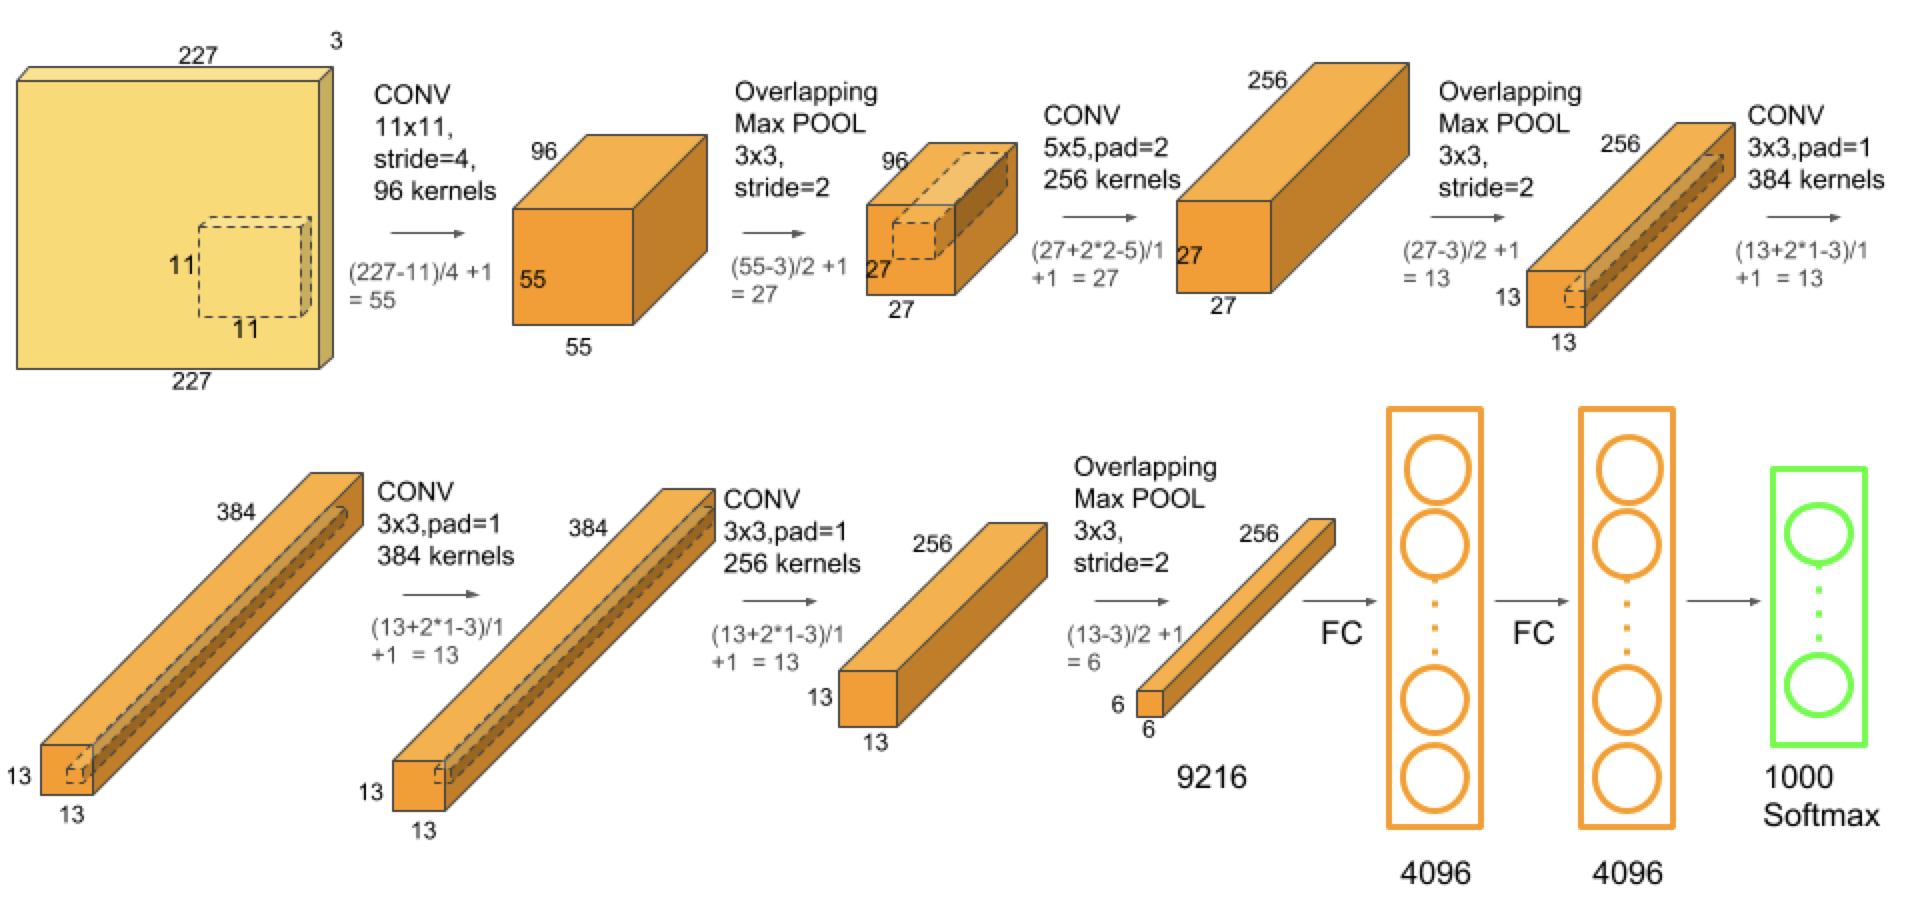 227
3
11
11
227
CONV
11x11,
stride=4,
96 kernels
(227-11)/4 +1
= 55
96
55
55
Overlapping
Max POOL
3x3,
stride=2
(55-3)/2 +1
= 27
96
27
27
CONV
5x5,pad=2
256 kernels
(27+2*2-5)/1
+1 = 27
256
27
27
Overlapping
Max POOL
3x3,
stride=2
(27-3)/2 +1
= 13
256
13
13
CONV
3x3,pad=1
384 kernels
(13+2*1-3)/1
+1 = 13
384
13
13
CONV
3x3,pad=1
384 kernels
(13+2*1-3)/1
+1 = 13
384
13
13
CONV
3x3,pad=1
256 kernels
(13+2*1-3)/1
+1 = 13
256
13
13
Overlapping
Max POOL
3x3,
stride=2
(13-3)/2 +1
= 6
256
6
6
9216
FC
4096
FC
4096
1000
Softmax